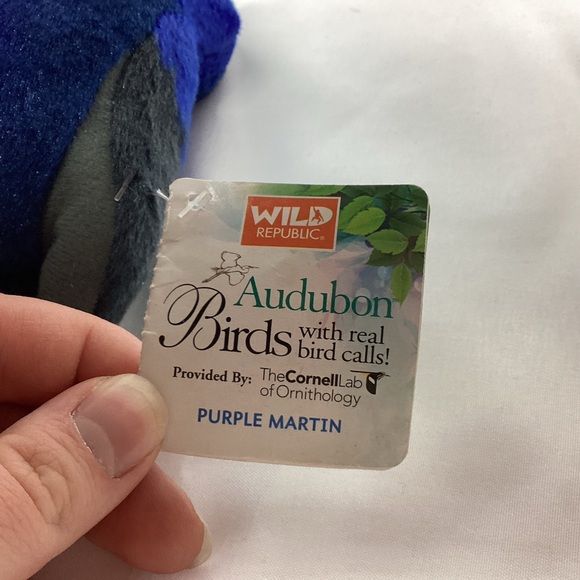 WILD
REPUBLIC®
Audubon
Birds with real
bird calls!
Provided By: TheCornellLab
of Ornithology
PURPLE MARTIN